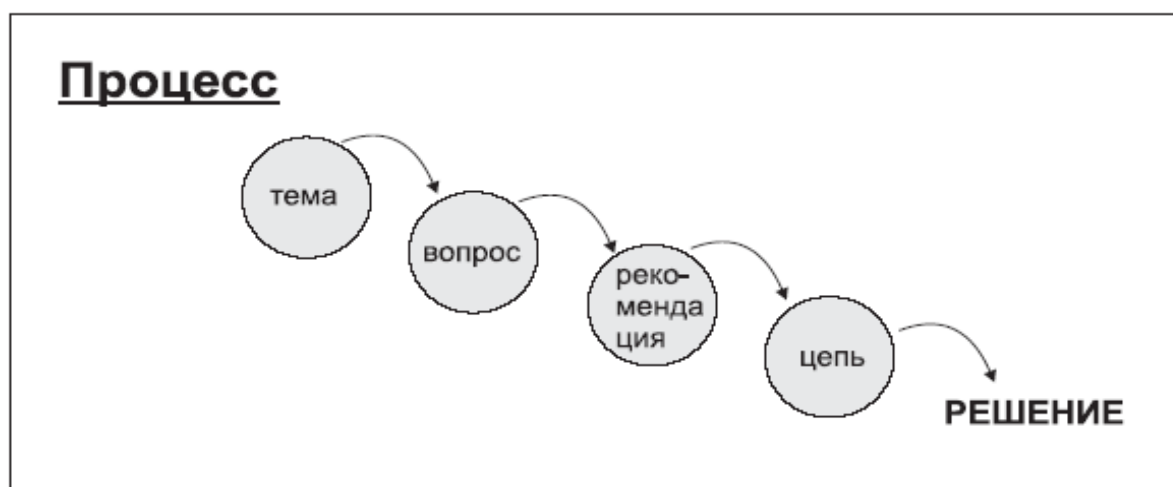 Процесс
тема
вопрос
реко-
менда
ция
цепь
РЕШЕНИЕ